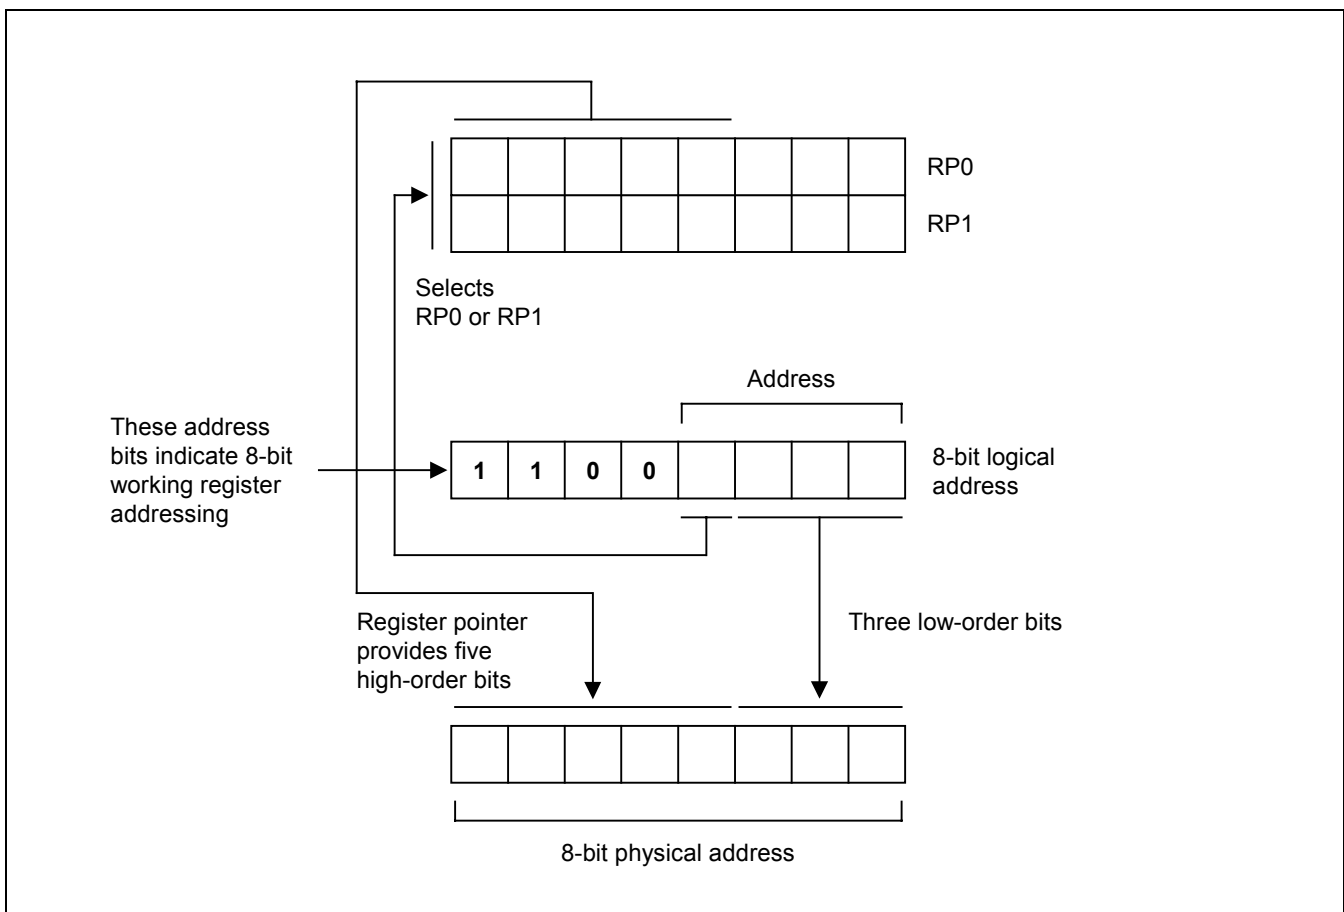 RP0
RP1
Selects
RP0 or RP1
Address
These address
bits indicate 8-bit
working register
addressing
1 1 0 0
8-bit logical
address
Register pointer
provides five
high-order bits
Three low-order bits
8-bit physical address